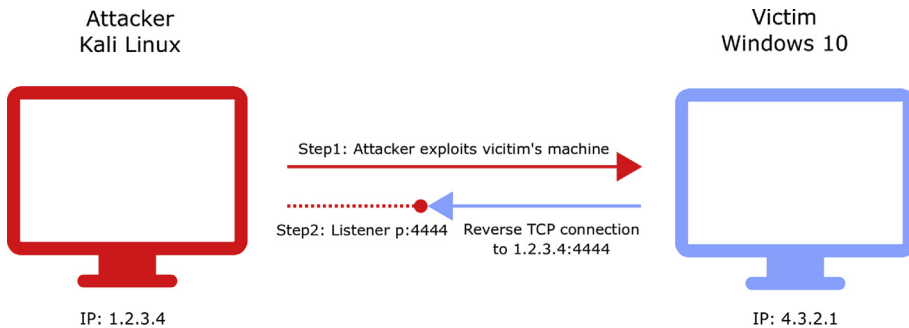 Attacker
Kali Linux
Victim
Windows 10
Step1: Attacker exploits vicitim's machine
Step2: Listener p:4444
Reverse TCP connection
to 1.2.3.4:4444
IP: 1.2.3.4
IP: 4.3.2.1